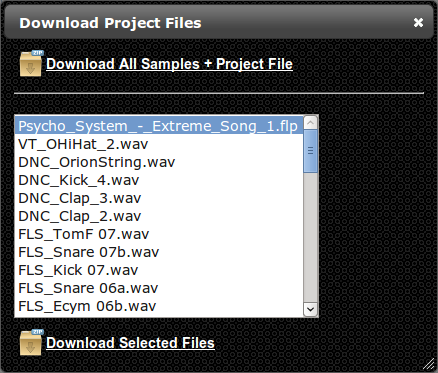 Download Project Files
ZIP
Download All Samples + Project File
Psycho_System_-_Extreme_Song_1.flp
VT_OHiHat_2.wav
DNC_OrionString.wav
DNC_Kick_4.wav
DNC_Clap_3.wav
DNC_Clap_2.wav
FLS_TomF 07.wav
FLS_Snare 07b.wav
FLS_Kick 07.wav
FLS_Snare 06a.wav
FLS_Ecym 06b.wav
ZIP
Download Selected Files